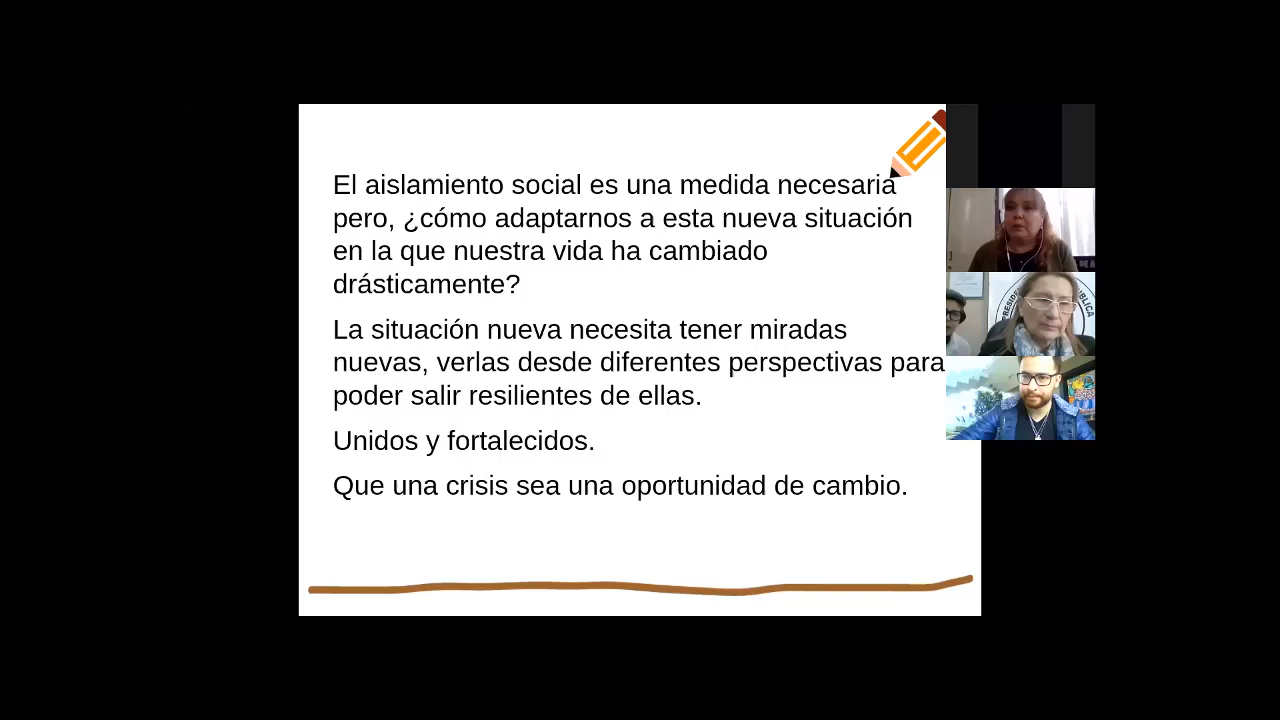 El aislamiento social es una medida necesaria
pero, ¿cómo adaptarnos a esta nueva situación
en la que nuestra vida ha cambiado
drásticamente?
La situación nueva necesita tener miradas
nuevas, verlas desde diferentes perspectivas para
poder salir resilientes de ellas.
Unidos y fortalecidos.
Que una crisis sea una oportunidad de cambio.